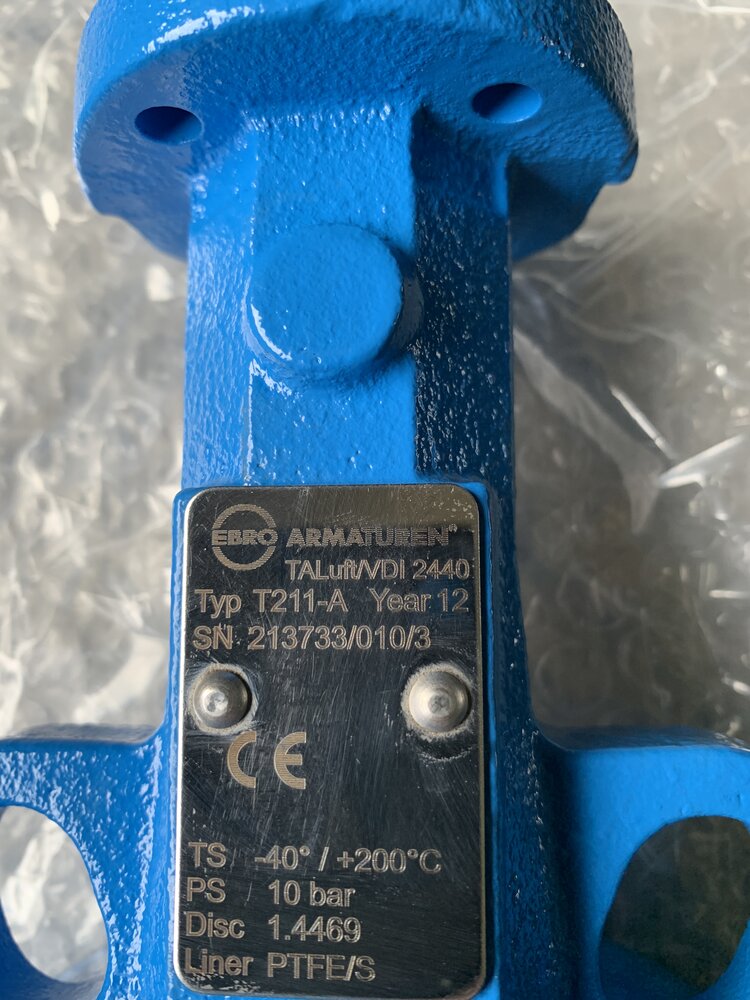 EBRO ARMATUREN®
TALuft/VDI 2440
Typ T211-A Year 12
SN 213733/010/3
CE
TS -40° / +200°C
PS 10 bar
Disc 1.4469
Liner PTFE/S